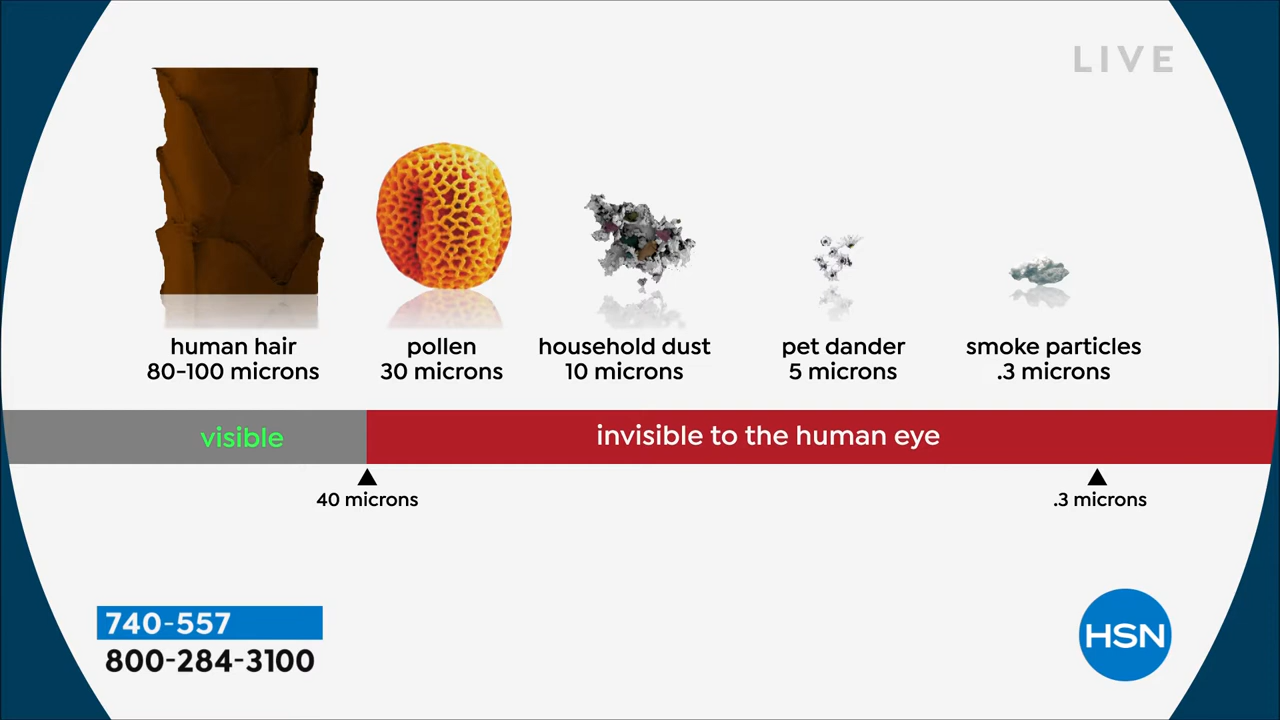 LIVE
human hair
80-100 microns
pollen
30 microns
household dust
10 microns
pet dander
5 microns
smoke particles
.3 microns
visible
invisible to the human eye
40 microns
.3 microns
740-557
800-284-3100
HSN